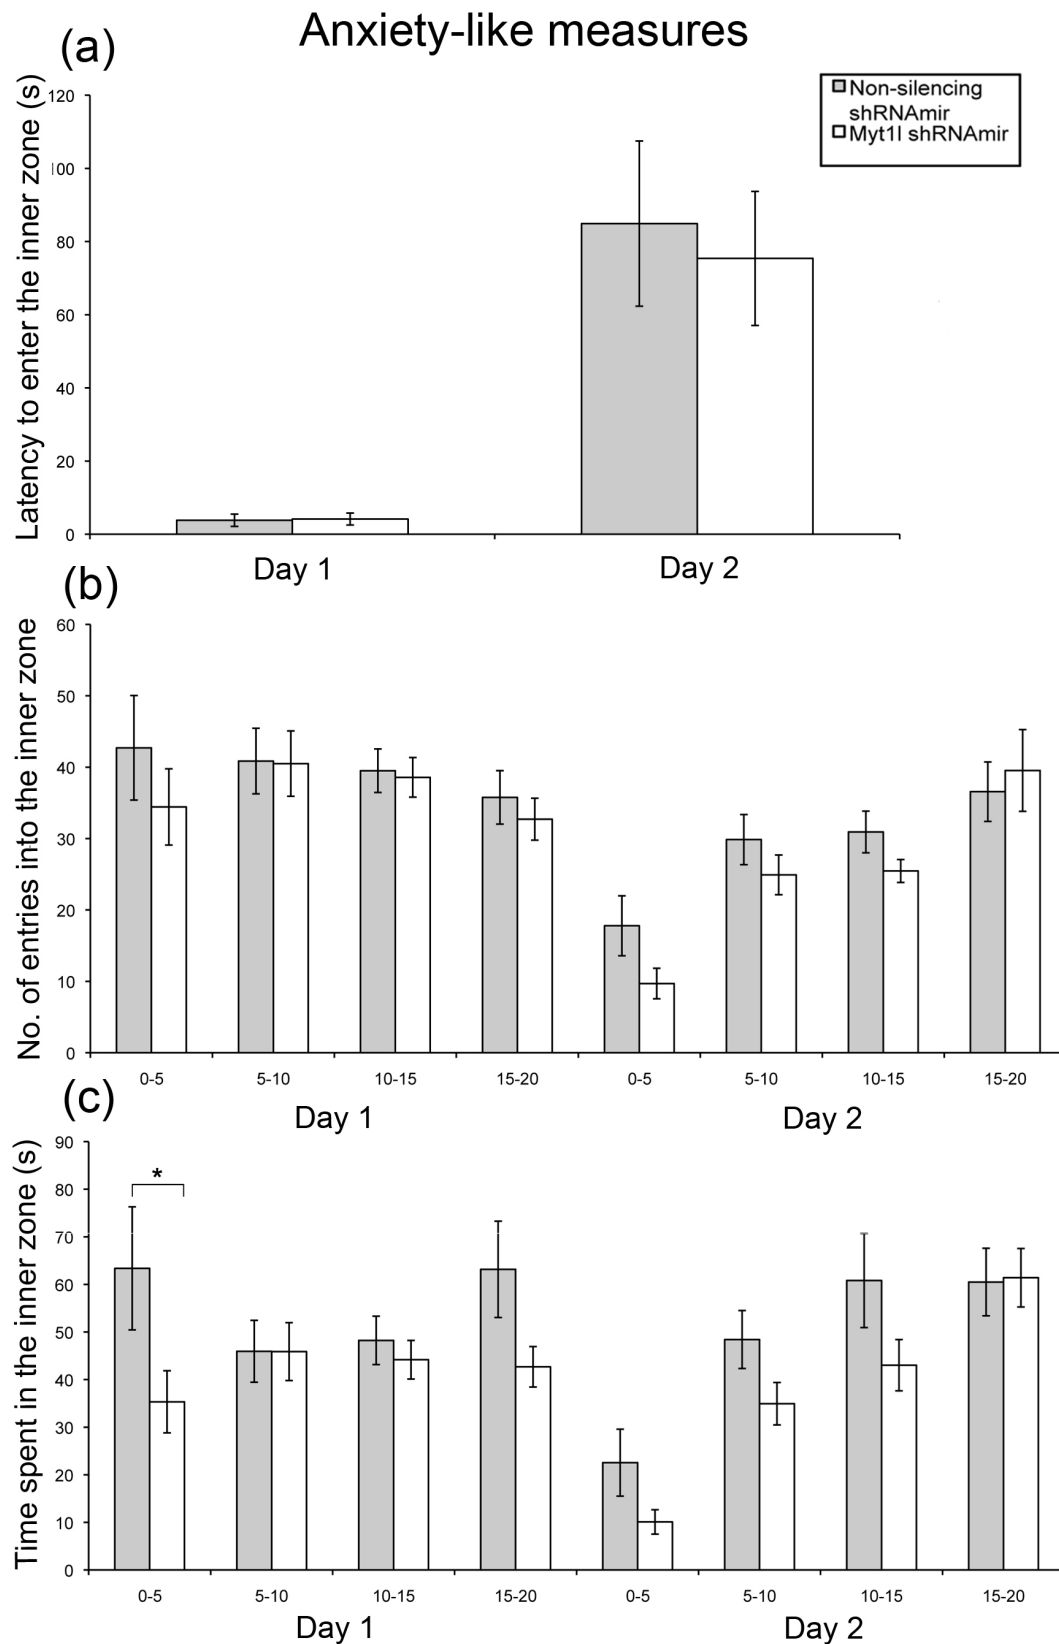 Anxiety-like measures
(a)
Latency to enter the inner zone (s)
120
100
80
60
40
20
0
Non-silencing
shRNAmir
Myt1l shRNAmir
Day 1
Day 2
(b)
No. of entries into the inner zone
60
50
40
30
20
10
0
0-5
5-10
10-15
15-20
0-5
5-10
10-15
15-20
Day 1
Day 2
(c)
Time spent in the inner zone (s)
90
80
70
60
50
40
30
20
10
0
*
0-5
5-10
10-15
15-20
0-5
5-10
10-15
15-20
Day 1
Day 2